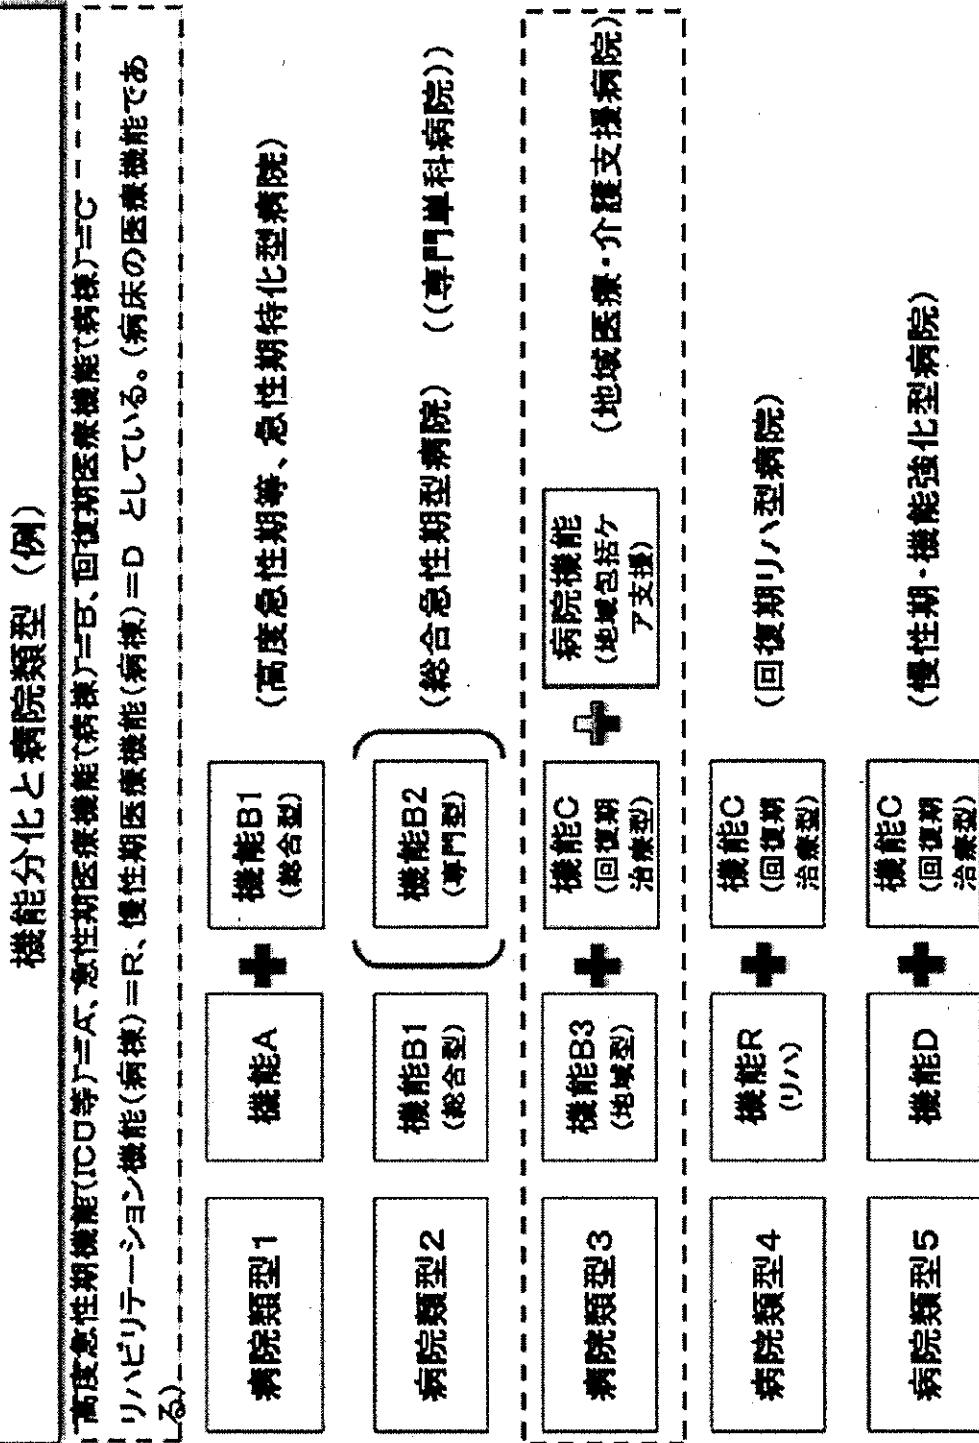 機能分化と病院類型（例）
高度急性期機能(ICU等)＝A、急性期医療機能(病棟)＝B、回復期医療機能(病棟)＝C
リハビリテーション機能(病棟)＝R、慢性期医療機能(病棟)＝D としている。(病床の医療機能であ
る)
病院類型1
機能A
機能B1
(総合型)
(高度急性期等、急性期特化型病院)
病院類型2
機能B1
(総合型)
機能B2
(専門型)
(総合急性期型病院) ((専門単科病院))
病院類型3
機能B3
(地域型)
機能C
(回復期
治療型)
病院機能
(地域包括ケ
ア支援)
(地域医療・介護支援病院)
病院類型4
機能R
(リハ)
機能C
(回復期
治療型)
(回復期リハ型病院)
病院類型5
機能D
機能C
(回復期
治療型)
(慢性期・機能強化型病院)